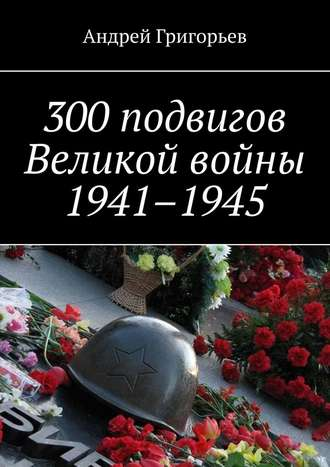 Андрей Григорьев
300 подвигов
Великой войны
1941–1945